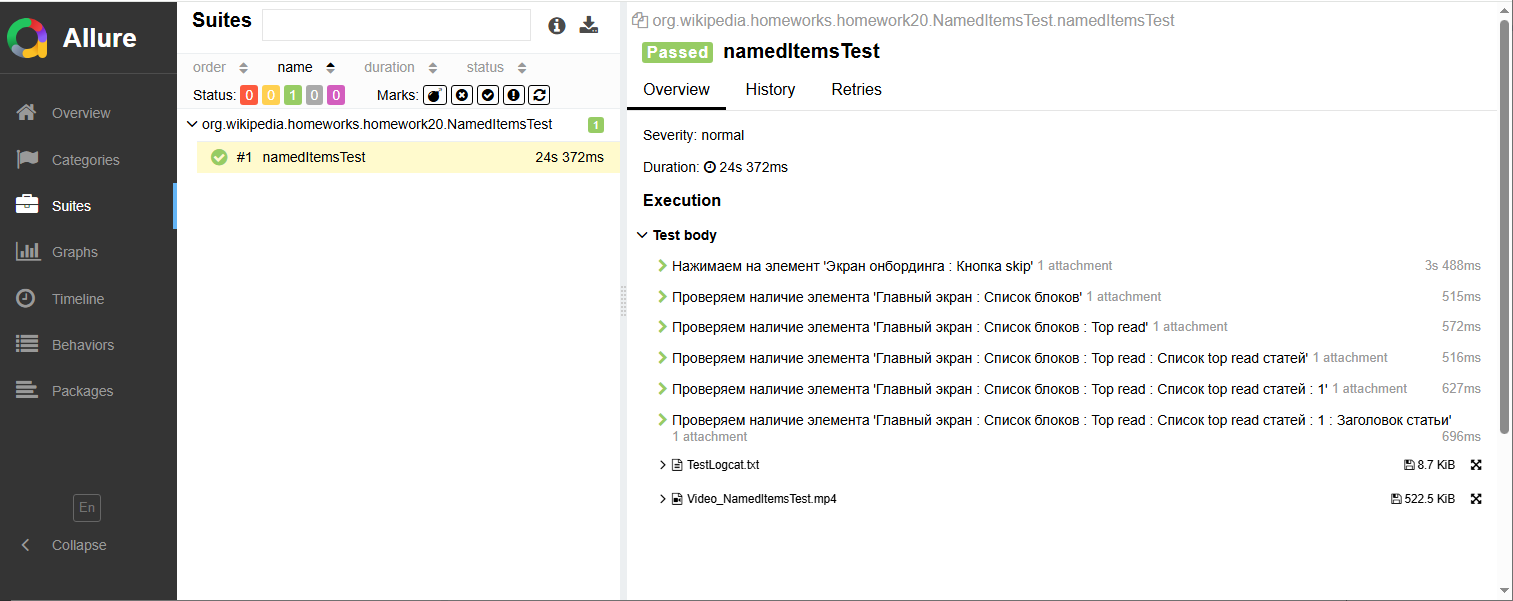 Allure
Overview
Categories
Suites
Graphs
Timeline
Behaviors
Packages
En
Collapse
Suites
order name duration status
Status: 0 0 1 0 0 Marks:
org.wikipedia.homeworks.homework20.NamedItemsTest 1
#1 namedItemsTest 24s 372ms
org.wikipedia.homeworks.homework20.NamedItemsTest.namedItemsTest
Passed namedItemsTest
Overview History Retries
Severity: normal
Duration: 24s 372ms
Execution
Test body
Нажимаем на элемент 'Экран онбординга : Кнопка skip' 1 attachment 3s 488ms
Проверяем наличие элемента 'Главный экран : Список блоков' 1 attachment 515ms
Проверяем наличие элемента 'Главный экран : Список блоков : Top read' 1 attachment 572ms
Проверяем наличие элемента 'Главный экран : Список блоков : Top read : Список top read статей' 1 attachment 516ms
Проверяем наличие элемента 'Главный экран : Список блоков : Top read : Список top read статей : 1' 1 attachment 627ms
Проверяем наличие элемента 'Главный экран : Список блоков : Top read : Список top read статей : 1 : Заголовок статьи'
1 attachment 696ms
TestLogcat.txt 8.7 KiB
Video_NamedItemsTest.mp4 522.5 KiB